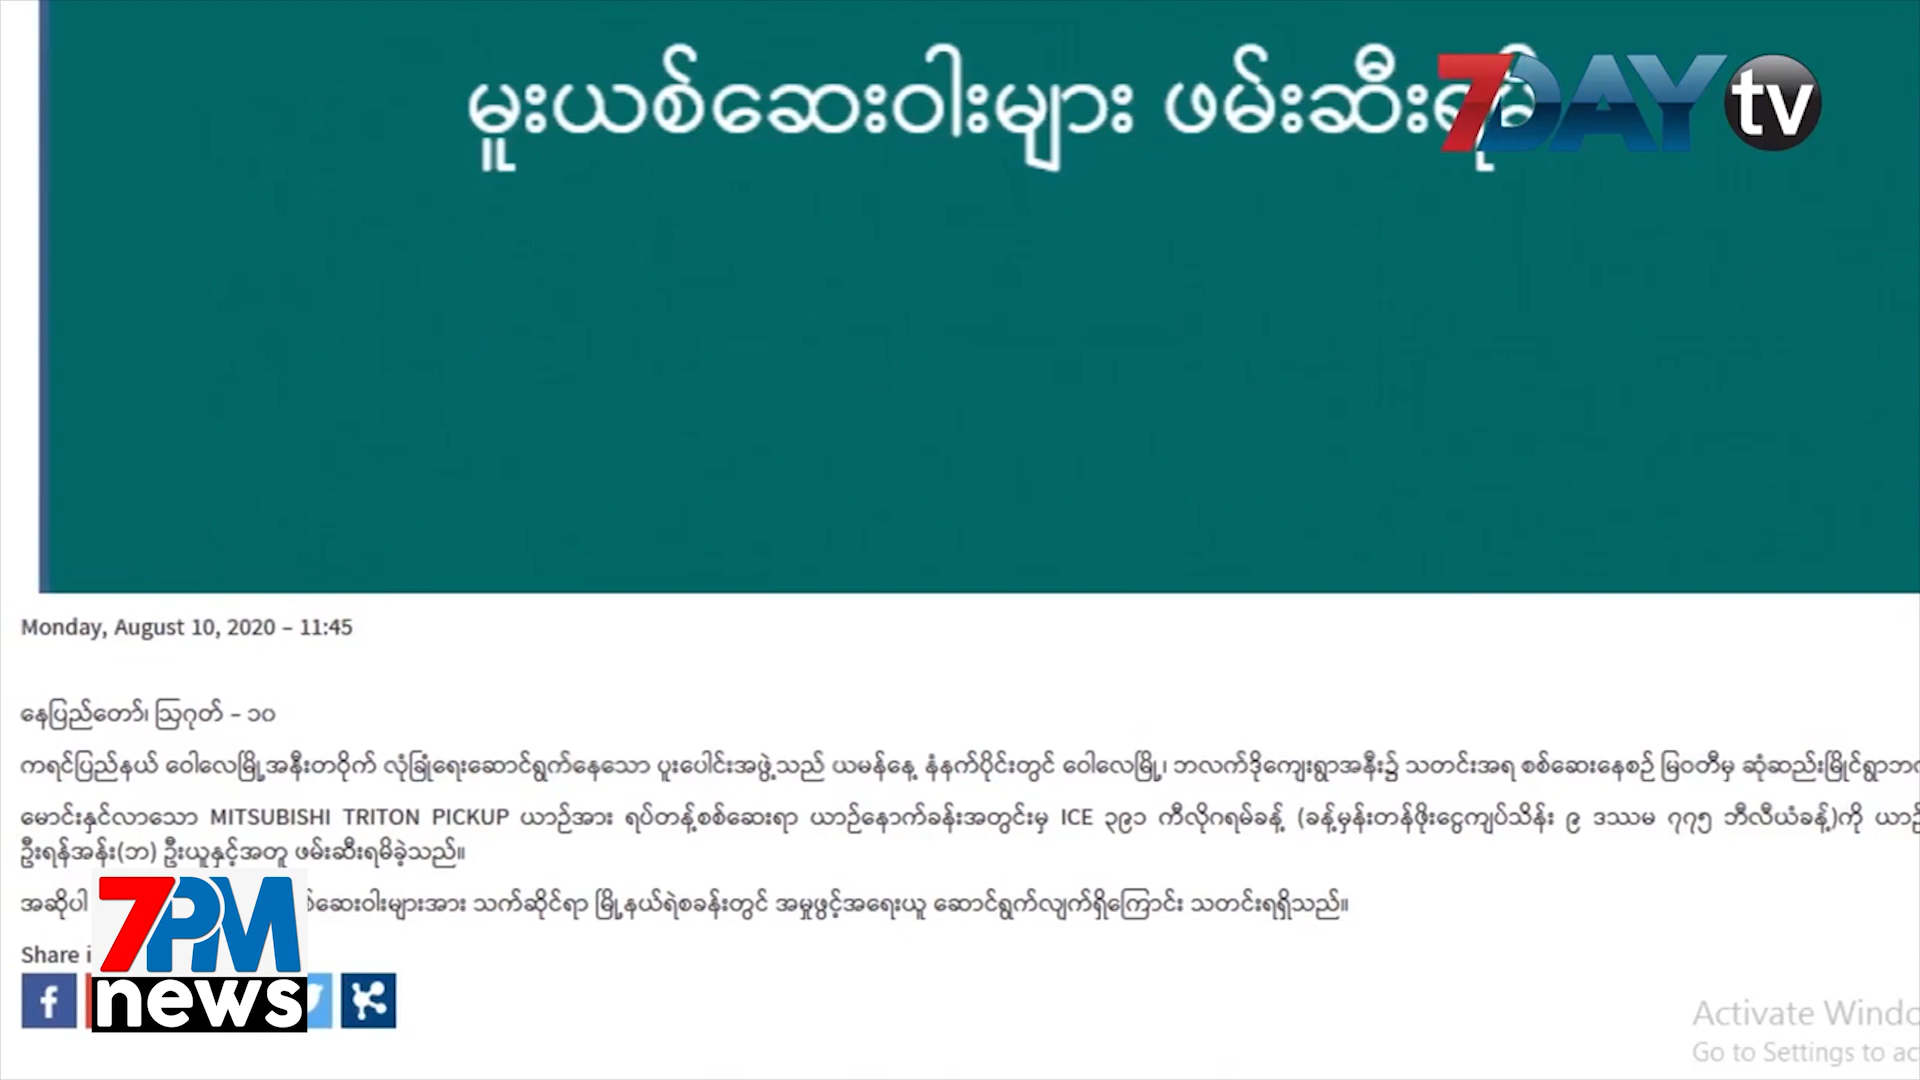 မူးယစ်ဆေးဝါးများ ဖမ်းဆီးရမိ
7DAY tv
Monday, August 10, 2020 – 11:45
နေပြည်တော်၊ ဩဂုတ် – ၁၀
ကရင်ပြည်နယ် ဝေါလေမြို့အနီးတဝိုက် လုံခြုံရေးဆောင်ရွက်နေသော ပူးပေါင်းအဖွဲ့သည် ယမန်နေ့ နံနက်ပိုင်းတွင် ဝေါလေမြို့၊ ဘလက်ဒိုကျေးရွာအနီး၌ သတင်းအရ စစ်ဆေးနေစဉ် မြဝတီမှ ဆုံဆည်းမြိုင်ရွာဘက်
မောင်းနှင်လာသော MITSUBISHI TRITON PICKUP ယာဉ်အား ရပ်တန့်စစ်ဆေးရာ ယာဉ်နောက်ခန်းအတွင်းမှ ICE ၃၉၁ ကီလိုဂရမ်ခန့် (ခန့်မှန်းတန်ဖိုးငွေကျပ်သိန်း ၉ ဒဿမ ၇၇၅ ဘီလီယံခန့်)ကို ယာဉ်
ဦးရန်အန်း(ဘ) ဦးယူနှင့်အတူ ဖမ်းဆီးရမိခဲ့သည်။
အဆိုပါ ဆေးဝါးများအား သက်ဆိုင်ရာ မြို့နယ်ရဲစခန်းတွင် အမှုဖွင့်အရေးယူ ဆောင်ရွက်လျက်ရှိကြောင်း သတင်းရရှိသည်။
Share
7PM
news
Activate Windo
Go to Settings to ac